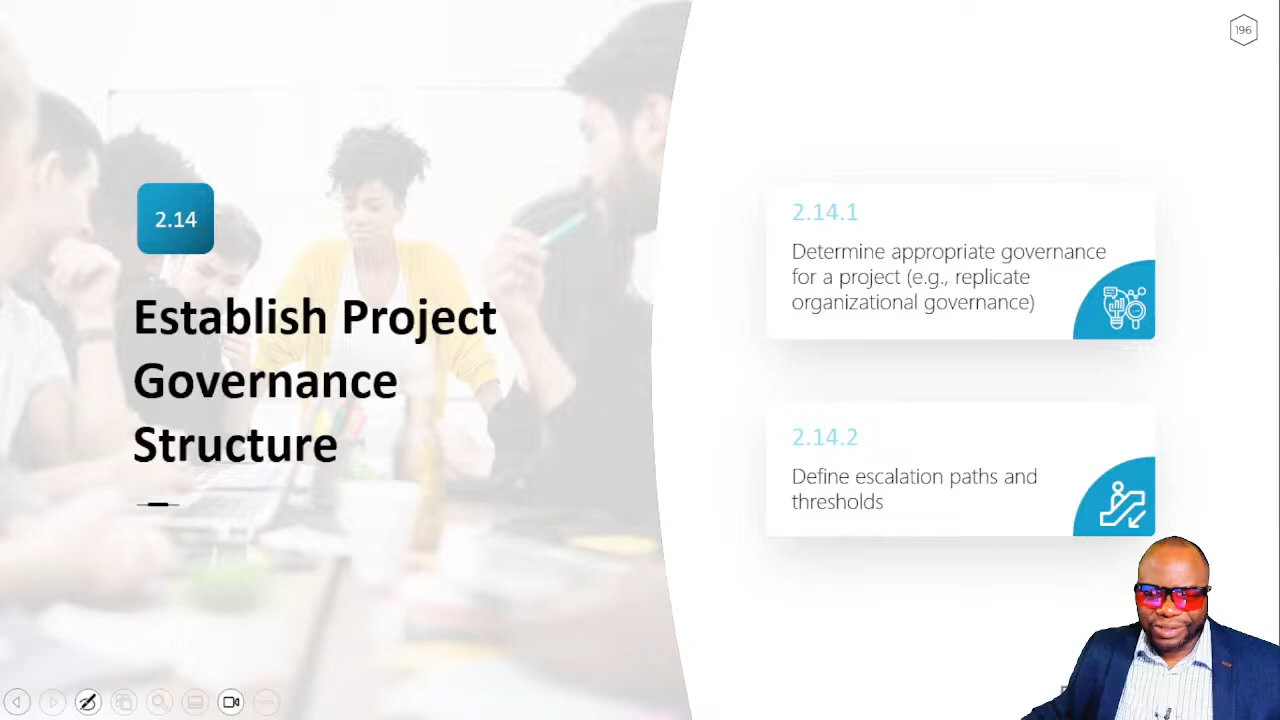 196
2.14
Establish Project
Governance
Structure
2.14.1
Determine appropriate governance
for a project (e.g., replicate
organizational governance)
2.14.2
Define escalation paths and
thresholds